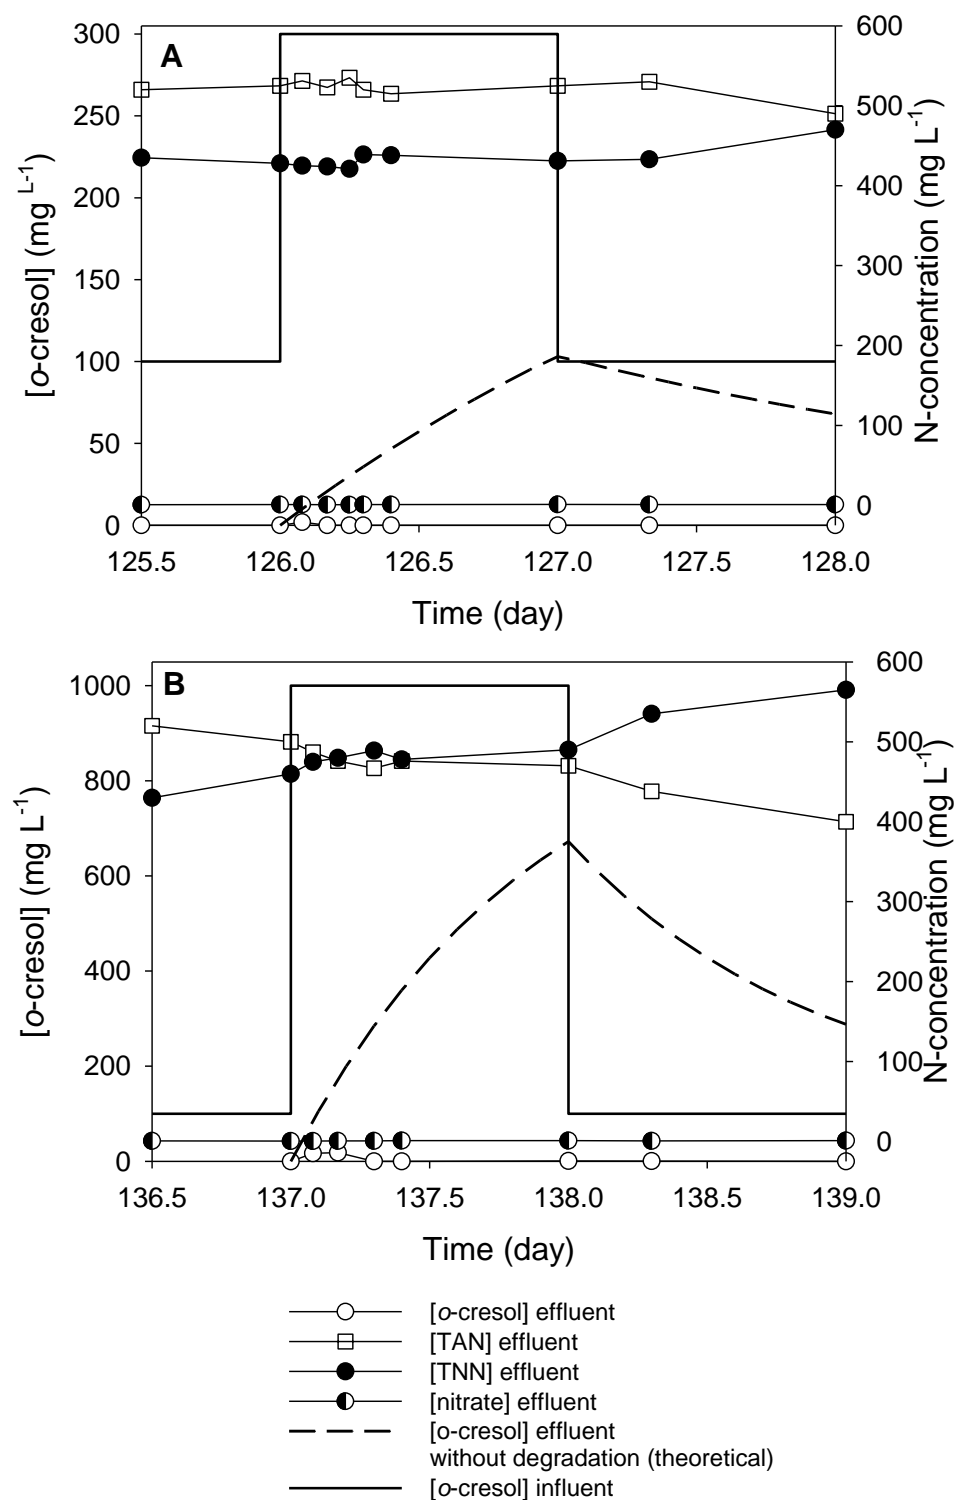 A
300
250
200
150
100
50
0
[o-cresol] (mg L-1)
600
500
400
300
200
100
0
N-concentration (mg L-1)
125.5 126.0 126.5 127.0 127.5 128.0
Time (day)
B
1000
800
600
400
200
0
[o-cresol] (mg L-1)
600
500
400
300
200
100
0
N-concentration (mg L-1)
136.5 137.0 137.5 138.0 138.5 139.0
Time (day)
[o-cresol] effluent
[TAN] effluent
[TNN] effluent
[nitrate] effluent
[o-cresol] effluent
without degradation (theoretical)
[o-cresol] influent